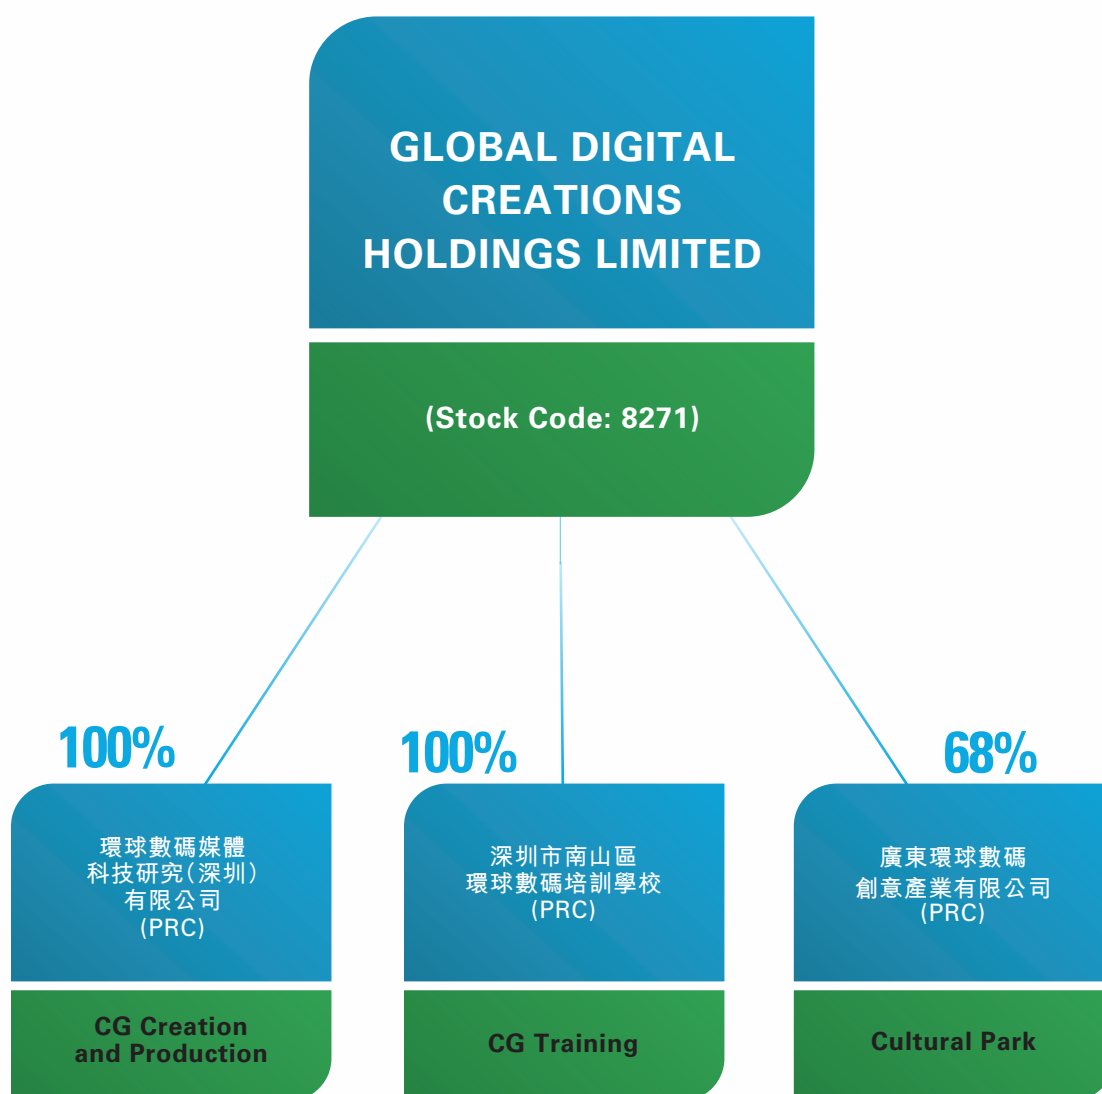 GLOBAL DIGITAL
CREATIONS
HOLDINGS LIMITED
(Stock Code: 8271)
100%
環球數碼媒體
科技研究(深圳)
有限公司
(PRC)
CG Creation
and Production
100%
深圳市南山區
環球數碼培訓學校
(PRC)
CG Training
68%
廣東環球數碼
創意產業有限公司
(PRC)
Cultural Park